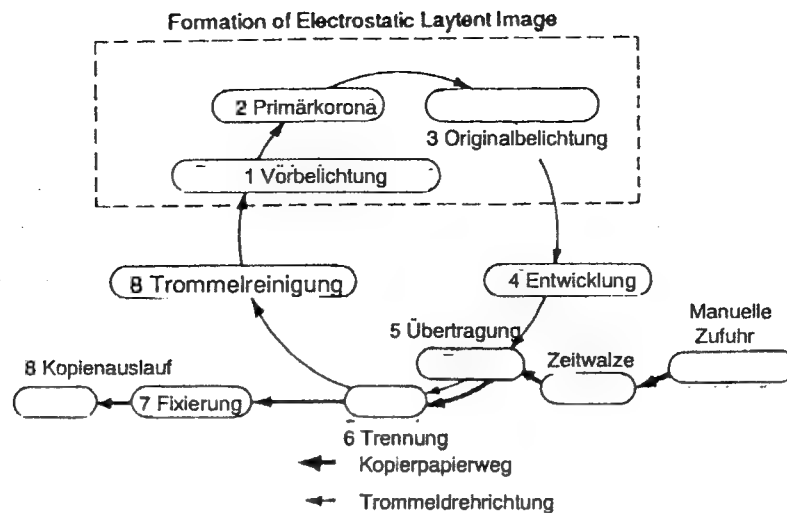 Formation of Electrostatic Laytent Image
2 Primärkorona
3 Originalbelichtung
1 Vorbelichtung
8 Trommelreinigung
4 Entwicklung
Manuelle
Zufuhr
5 Übertragung
Zeitwalze
8 Kopienauslauf
7 Fixierung
6 Trennung
Kopierpapierweg
Trommeldrehrichtung